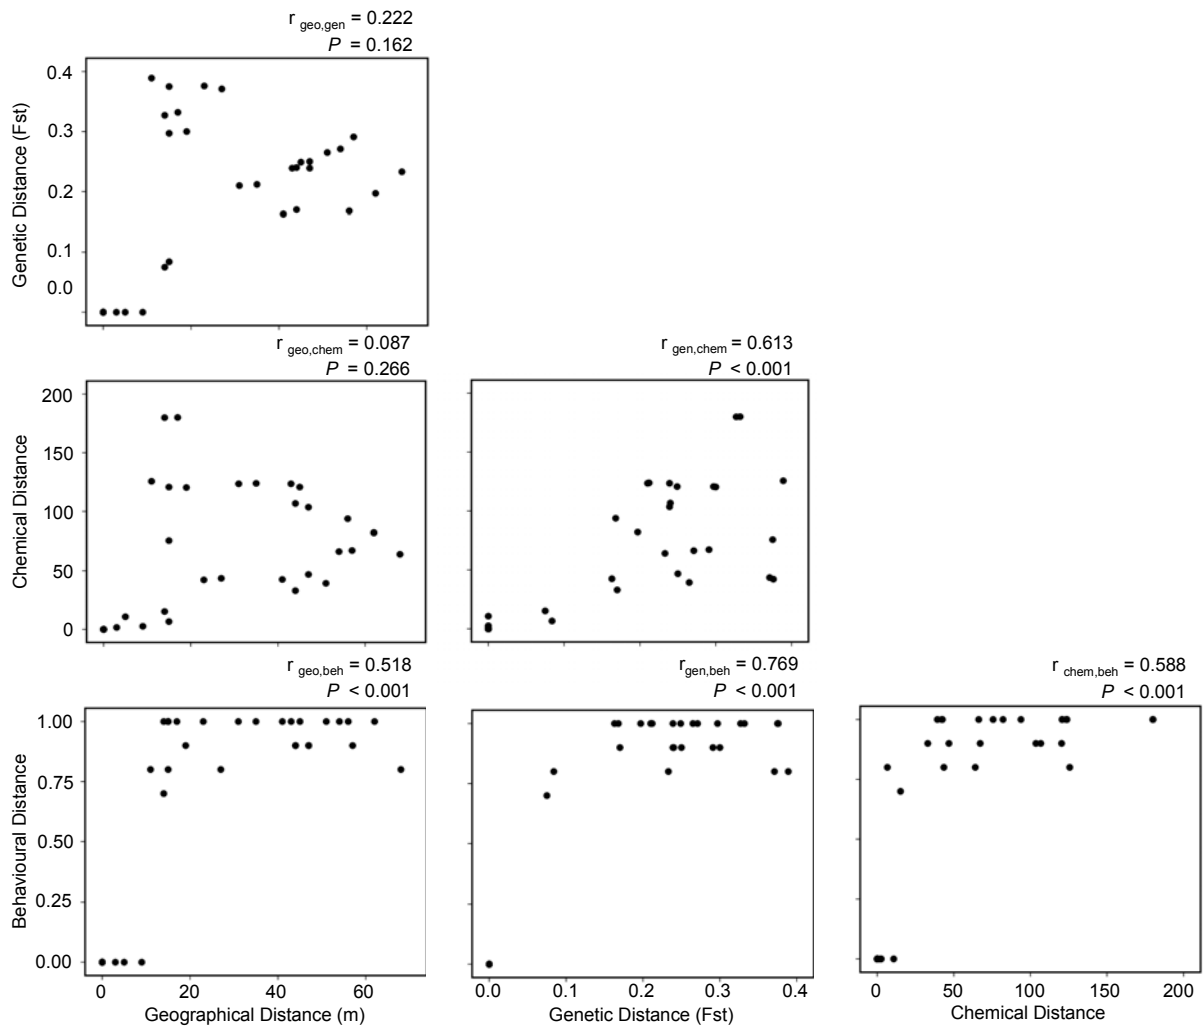 r geo,gen = 0.222
P = 0.162
0.4
0.3
0.2
0.1
0.0
Genetic Distance (Fst)
r geo,chem = 0.087
P = 0.266
r gen,chem = 0.613
P < 0.001
200
150
100
50
0
Chemical Distance
r geo,beh = 0.518
P < 0.001
r gen,beh = 0.769
P < 0.001
r chem,beh = 0.588
P < 0.001
1.00
0.75
0.50
0.25
0.00
Behavioural Distance
0 20 40 60
Geographical Distance (m)
0.0 0.1 0.2 0.3 0.4
Genetic Distance (Fst)
0 50 100 150 200
Chemical Distance